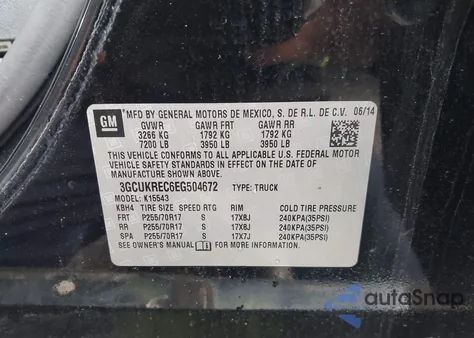 GM
MFD BY GENERAL MOTORS DE MEXICO, S. DE R.L. DE C.V. 06/14
GVWR GAWR FRT GAWR RR
3266 KG 1792 KG 1792 KG
7200 LB 3950 LB 3950 LB
THIS VEHICLE CONFORMS TO ALL APPLICABLE U.S. FEDERAL MOTOR
VEHICLE SAFETY STANDARDS IN EFFECT ON THE DATE OF
MANUFACTURE SHOWN ABOVE.
3GCUKREC6EG504672 TYPE: TRUCK
MODEL: K15543
KBH4 TIRE SIZE SPEED RTG RIM COLD TIRE PRESSURE
FRT P255/70R17 S 17X8J 240KPA(35PSI)
RR P255/70R17 S 17X8J 240KPA(35PSI)
SPA P255/70R17 S 17X7J 240KPA(35PSI)
SEE OWNER'S MANUAL FOR MORE INFORMATION.
autoSnap